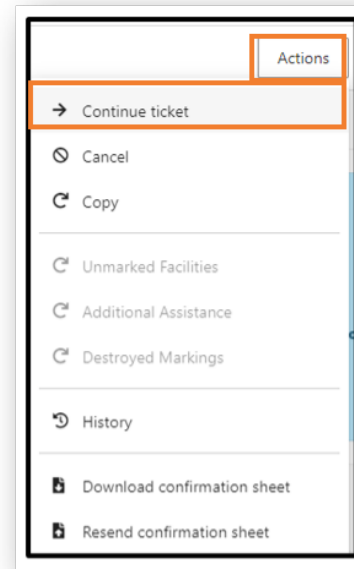 Actions
Continue ticket
Cancel
Copy
Unmarked Facilities
Additional Assistance
Destroyed Markings
History
Download confirmation sheet
Resend confirmation sheet